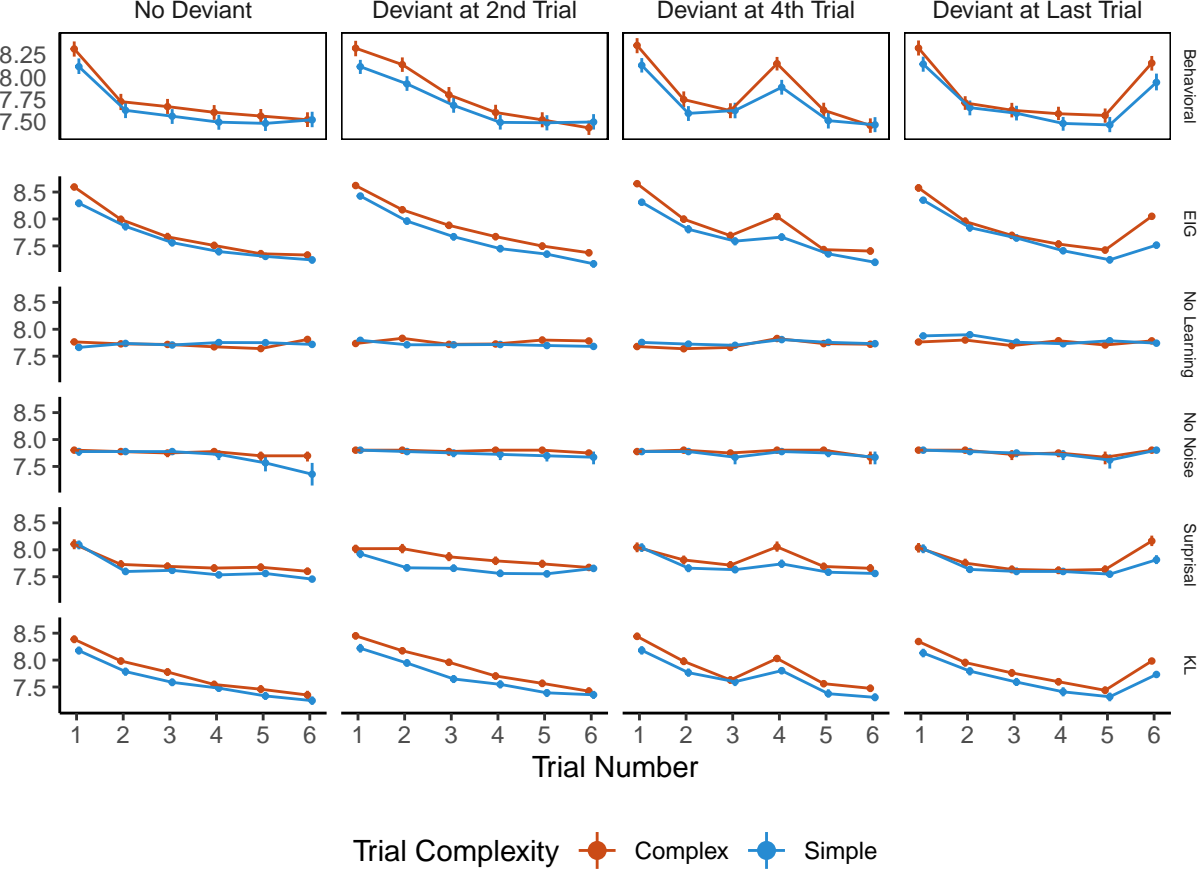 No Deviant Deviant at 2nd Trial Deviant at 4th Trial Deviant at Last Trial
8.25
8.00
7.75
7.50
Behavioral
8.5
8.0
7.5
EIG
8.5
8.0
7.5
No Learning
8.5
8.0
7.5
No Noise
8.5
8.0
7.5
Surprisal
8.5
8.0
7.5
KL
1 2 3 4 5 6 1 2 3 4 5 6 1 2 3 4 5 6 1 2 3 4 5 6
Trial Number
Trial Complexity Complex Simple